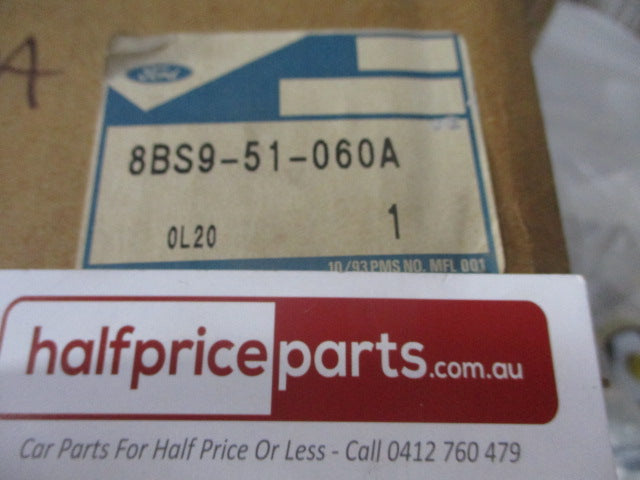 A
Ford
8BS9-51-060A
0L20 1
10/93 PMS NO. MFL 001
halfpriceparts.com.au
Car Parts For Half Price Or Less - Call 0412 760 479